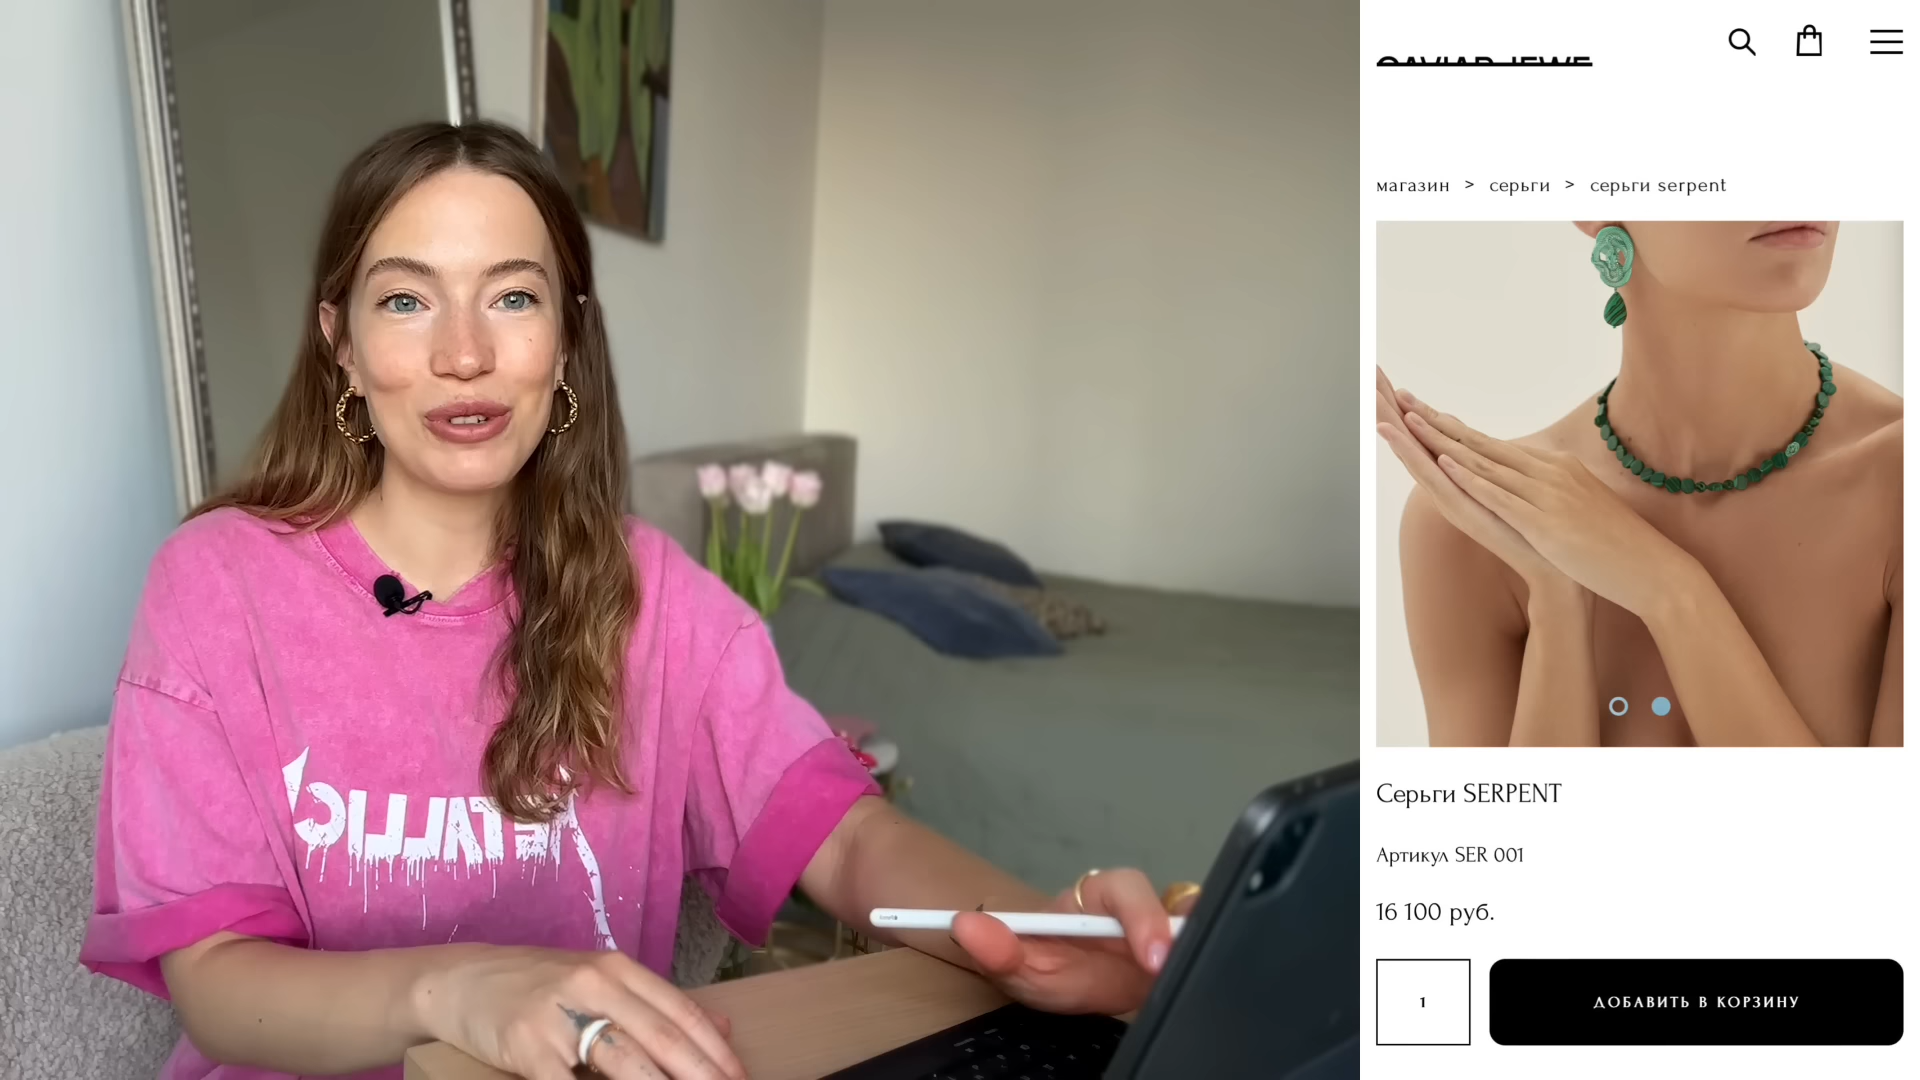 магазин > серьги > серьги serpent
Серьги SERPENT
Артикул SER 001
16 100 руб.
1
ДОБАВИТЬ В КОРЗИНУ